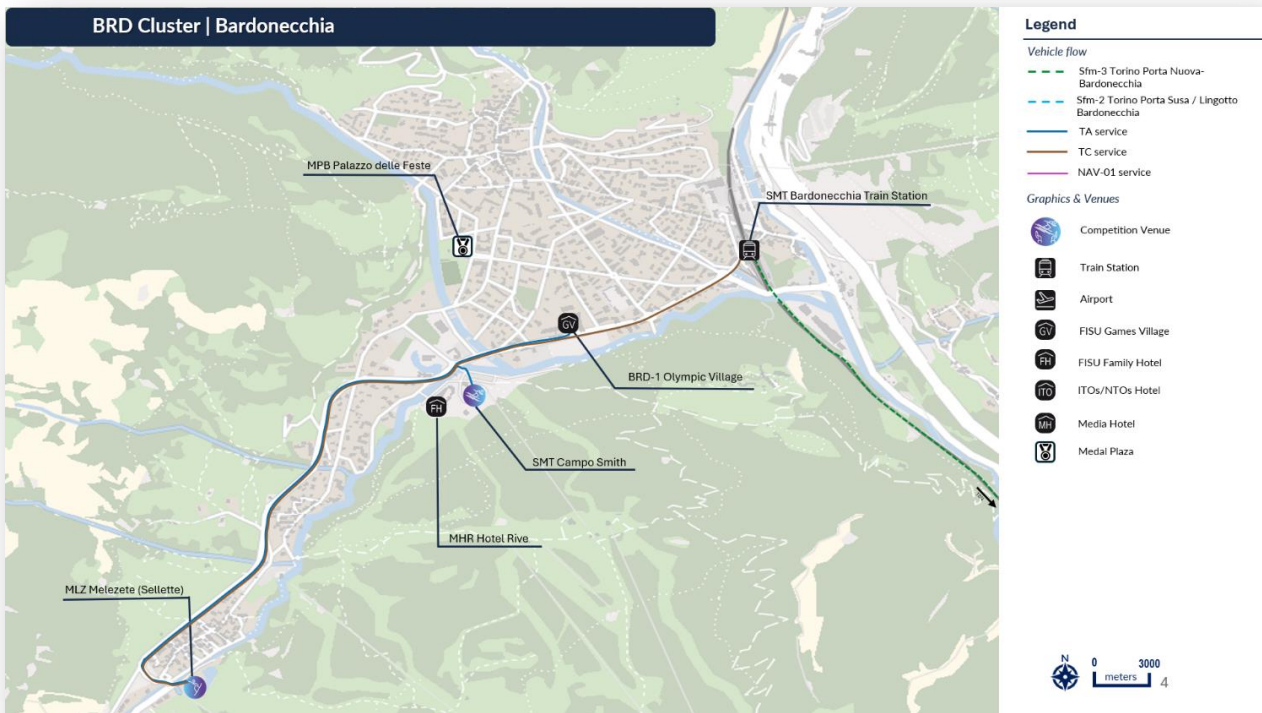 BRD Cluster | Bardonecchia
MPB Palazzo delle Feste
SMT Bardonecchia Train Station
GV
BRD-1 Olympic Village
FH
SMT Campo Smith
MHR Hotel Rive
MLZ Melezete (Sellette)
Legend
Vehicle flow
Sfm-3 Torino Porta Nuova-
Bardonecchia
Sfm-2 Torino Porta Susa / Lingotto
Bardonecchia
TA service
TC service
NAV-01 service
Graphics & Venues
Competition Venue
Train Station
Airport
GV
FISU Games Village
FH
FISU Family Hotel
ITO
ITOs/NTOs Hotel
MH
Media Hotel
Medal Plaza
N
0 3000
meters
4